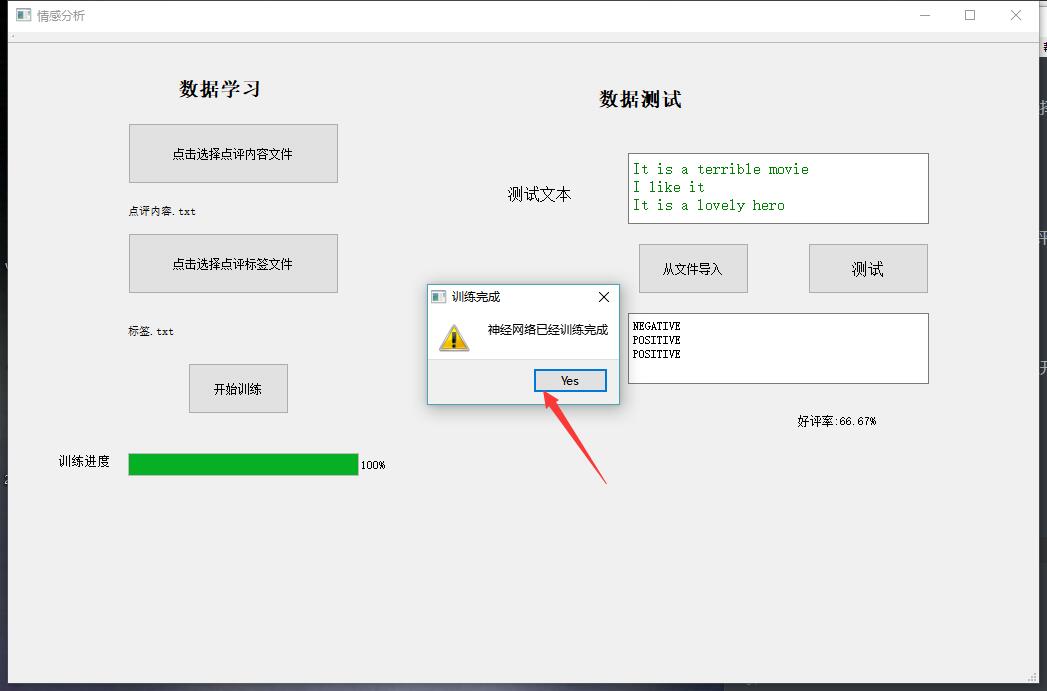 情感分析
数据学习
点击选择点评内容文件
点评内容.txt
点击选择点评标签文件
标签.txt
开始训练
训练进度
100%
数据测试
测试文本
It is a terrible movie
I like it
It is a lovely hero
从文件导入
测试
NEGATIVE
POSITIVE
POSITIVE
好评率:66.67%
训练完成
神经网络已经训练完成
Yes